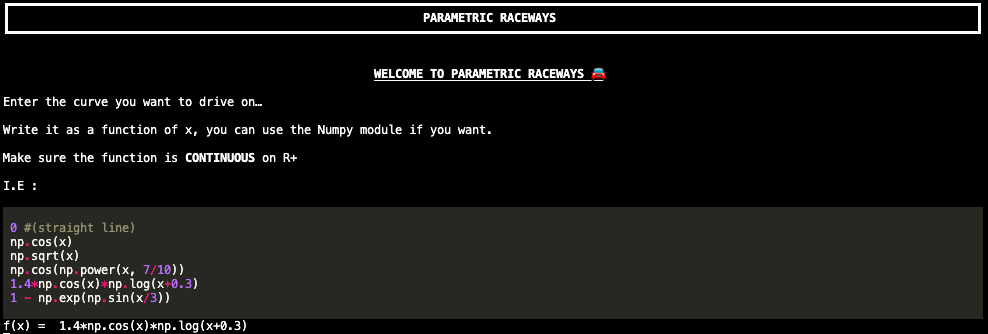 PARAMETRIC RACEWAYS
WELCOME TO PARAMETRIC RACEWAYS 🚘
Enter the curve you want to drive on…
Write it as a function of x, you can use the Numpy module if you want.
Make sure the function is CONTINUOUS on R+
I.E :
0 #(straight line)
np.cos(x)
np.sqrt(x)
np.cos(np.power(x, 7/10))
1.4*np.cos(x)*np.log(x+0.3)
1 - np.exp(np.sin(x/3))
f(x) = 1.4*np.cos(x)*np.log(x+0.3)